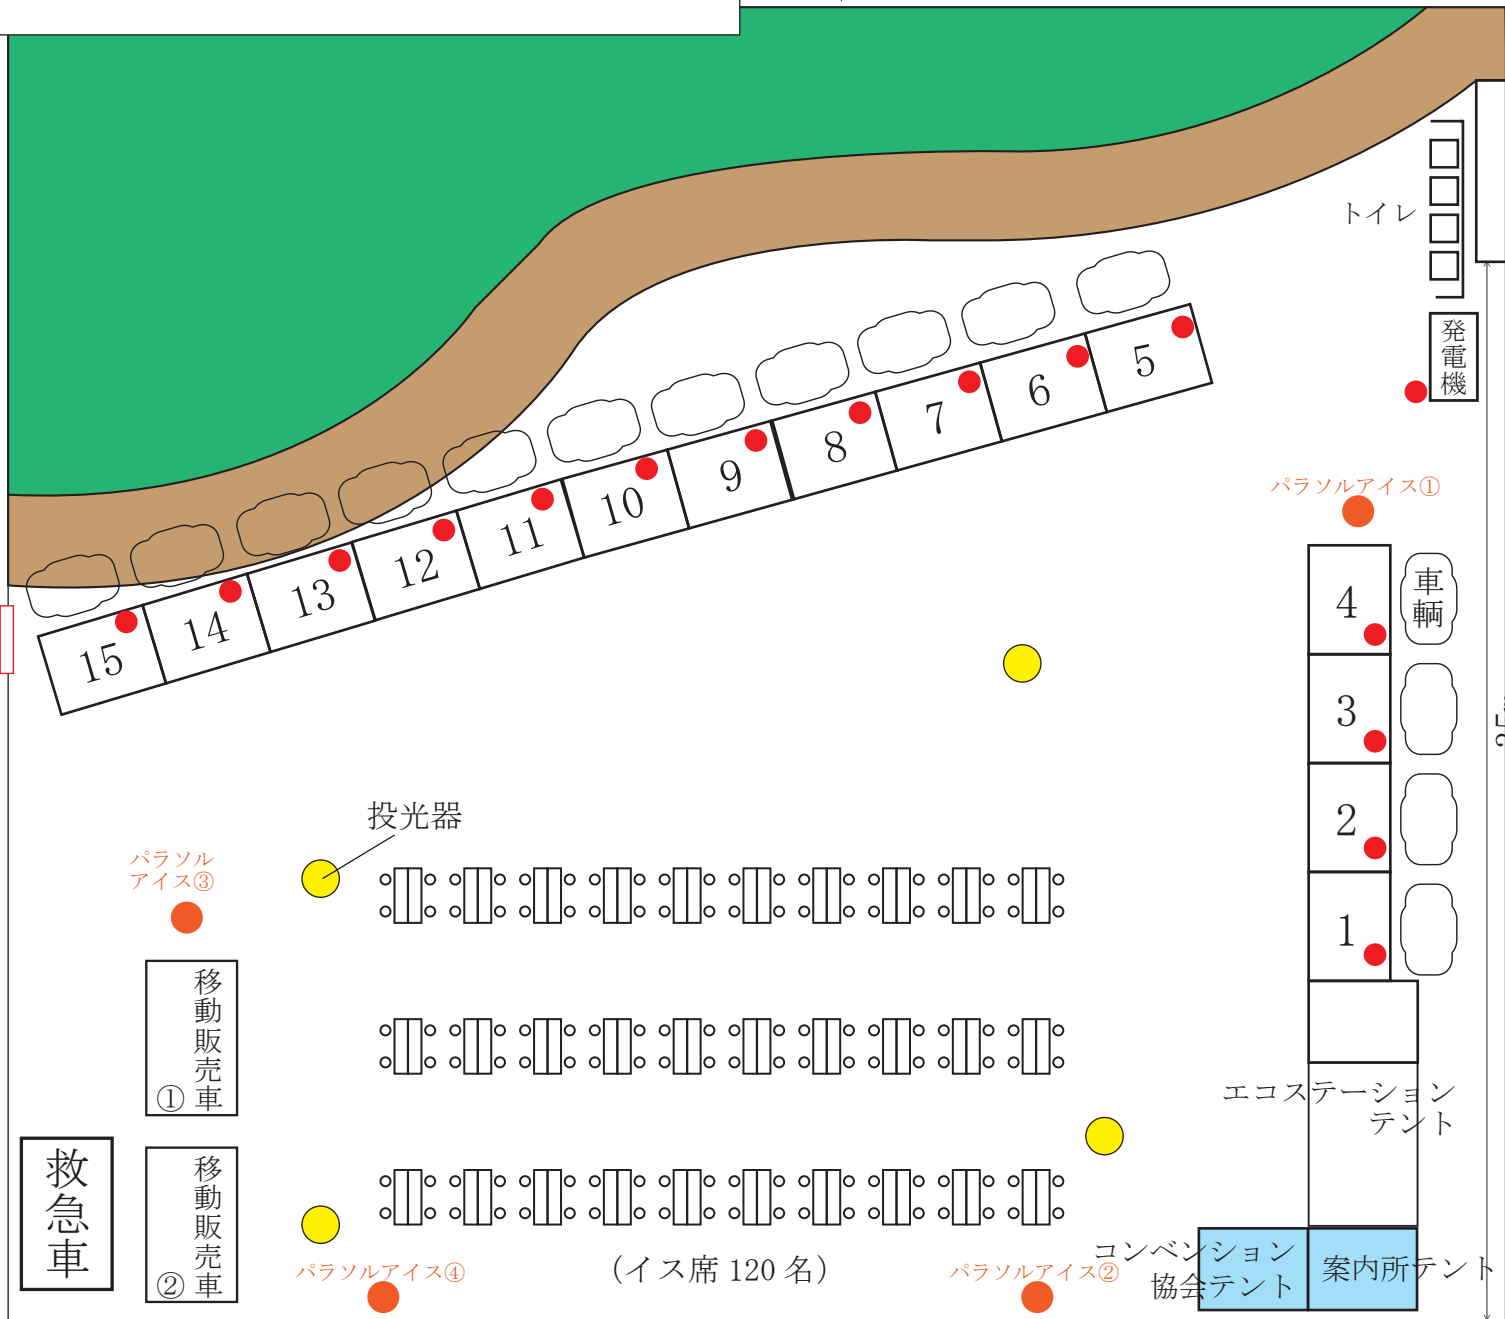 トイレ
発電機
5
6
7
8
9
10
11
12
13
14
15
パラソルアイス①
4
車輌
3
2
1
投光器
パラソル
アイス③
移動販売車
①
エコステーション
テント
救急車
移動販売車
②
パラソルアイス④
(イス席 120 名)
パラソルアイス②
コンベンション
協会テント
案内所テント